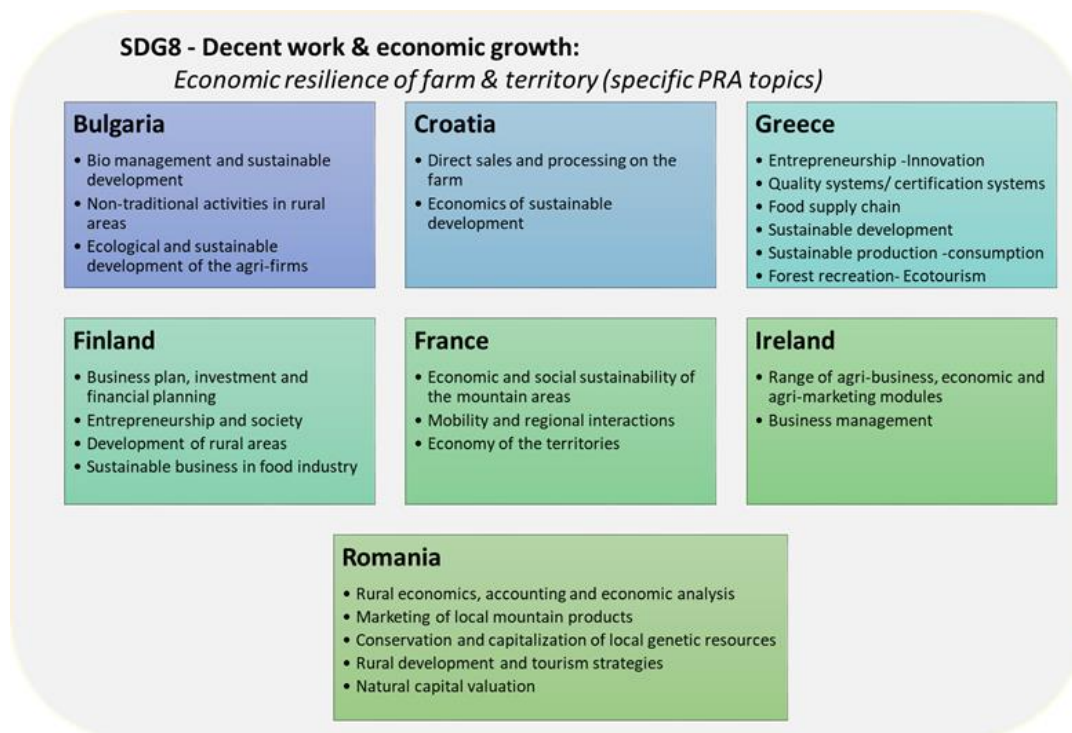 SDG8 - Decent work & economic growth:
Economic resilience of farm & territory (specific PRA topics)
Bulgaria
• Bio management and sustainable
development
• Non-traditional activities in rural
areas
• Ecological and sustainable
development of the agri-firms
Croatia
• Direct sales and processing on the
farm
• Economics of sustainable
development
Greece
• Entrepreneurship -Innovation
• Quality systems/ certification systems
• Food supply chain
• Sustainable development
• Sustainable production -consumption
• Forest recreation- Ecotourism
Finland
• Business plan, investment and
financial planning
• Entrepreneurship and society
• Development of rural areas
• Sustainable business in food industry
France
• Economic and social sustainability of
the mountain areas
• Mobility and regional interactions
• Economy of the territories
Ireland
• Range of agri-business, economic and
agri-marketing modules
• Business management
Romania
• Rural economics, accounting and economic analysis
• Marketing of local mountain products
• Conservation and capitalization of local genetic resources
• Rural development and tourism strategies
• Natural capital valuation